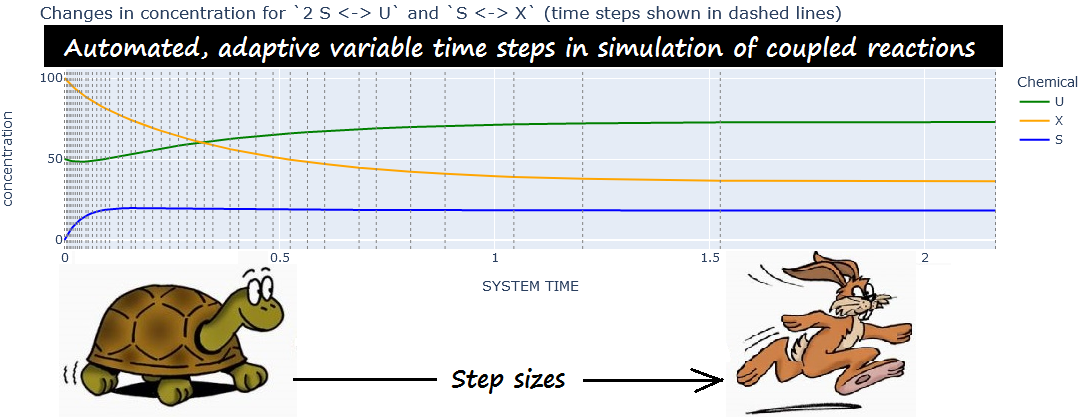 Changes in concentration for `2 S <-> U` and `S <-> X` (time steps shown in dashed lines)
Automated, adaptive variable time steps in simulation of coupled reactions
100
50
0
concentration
0 0.5 1 1.5 2
SYSTEM TIME
Chemical
U
X
S
Step sizes